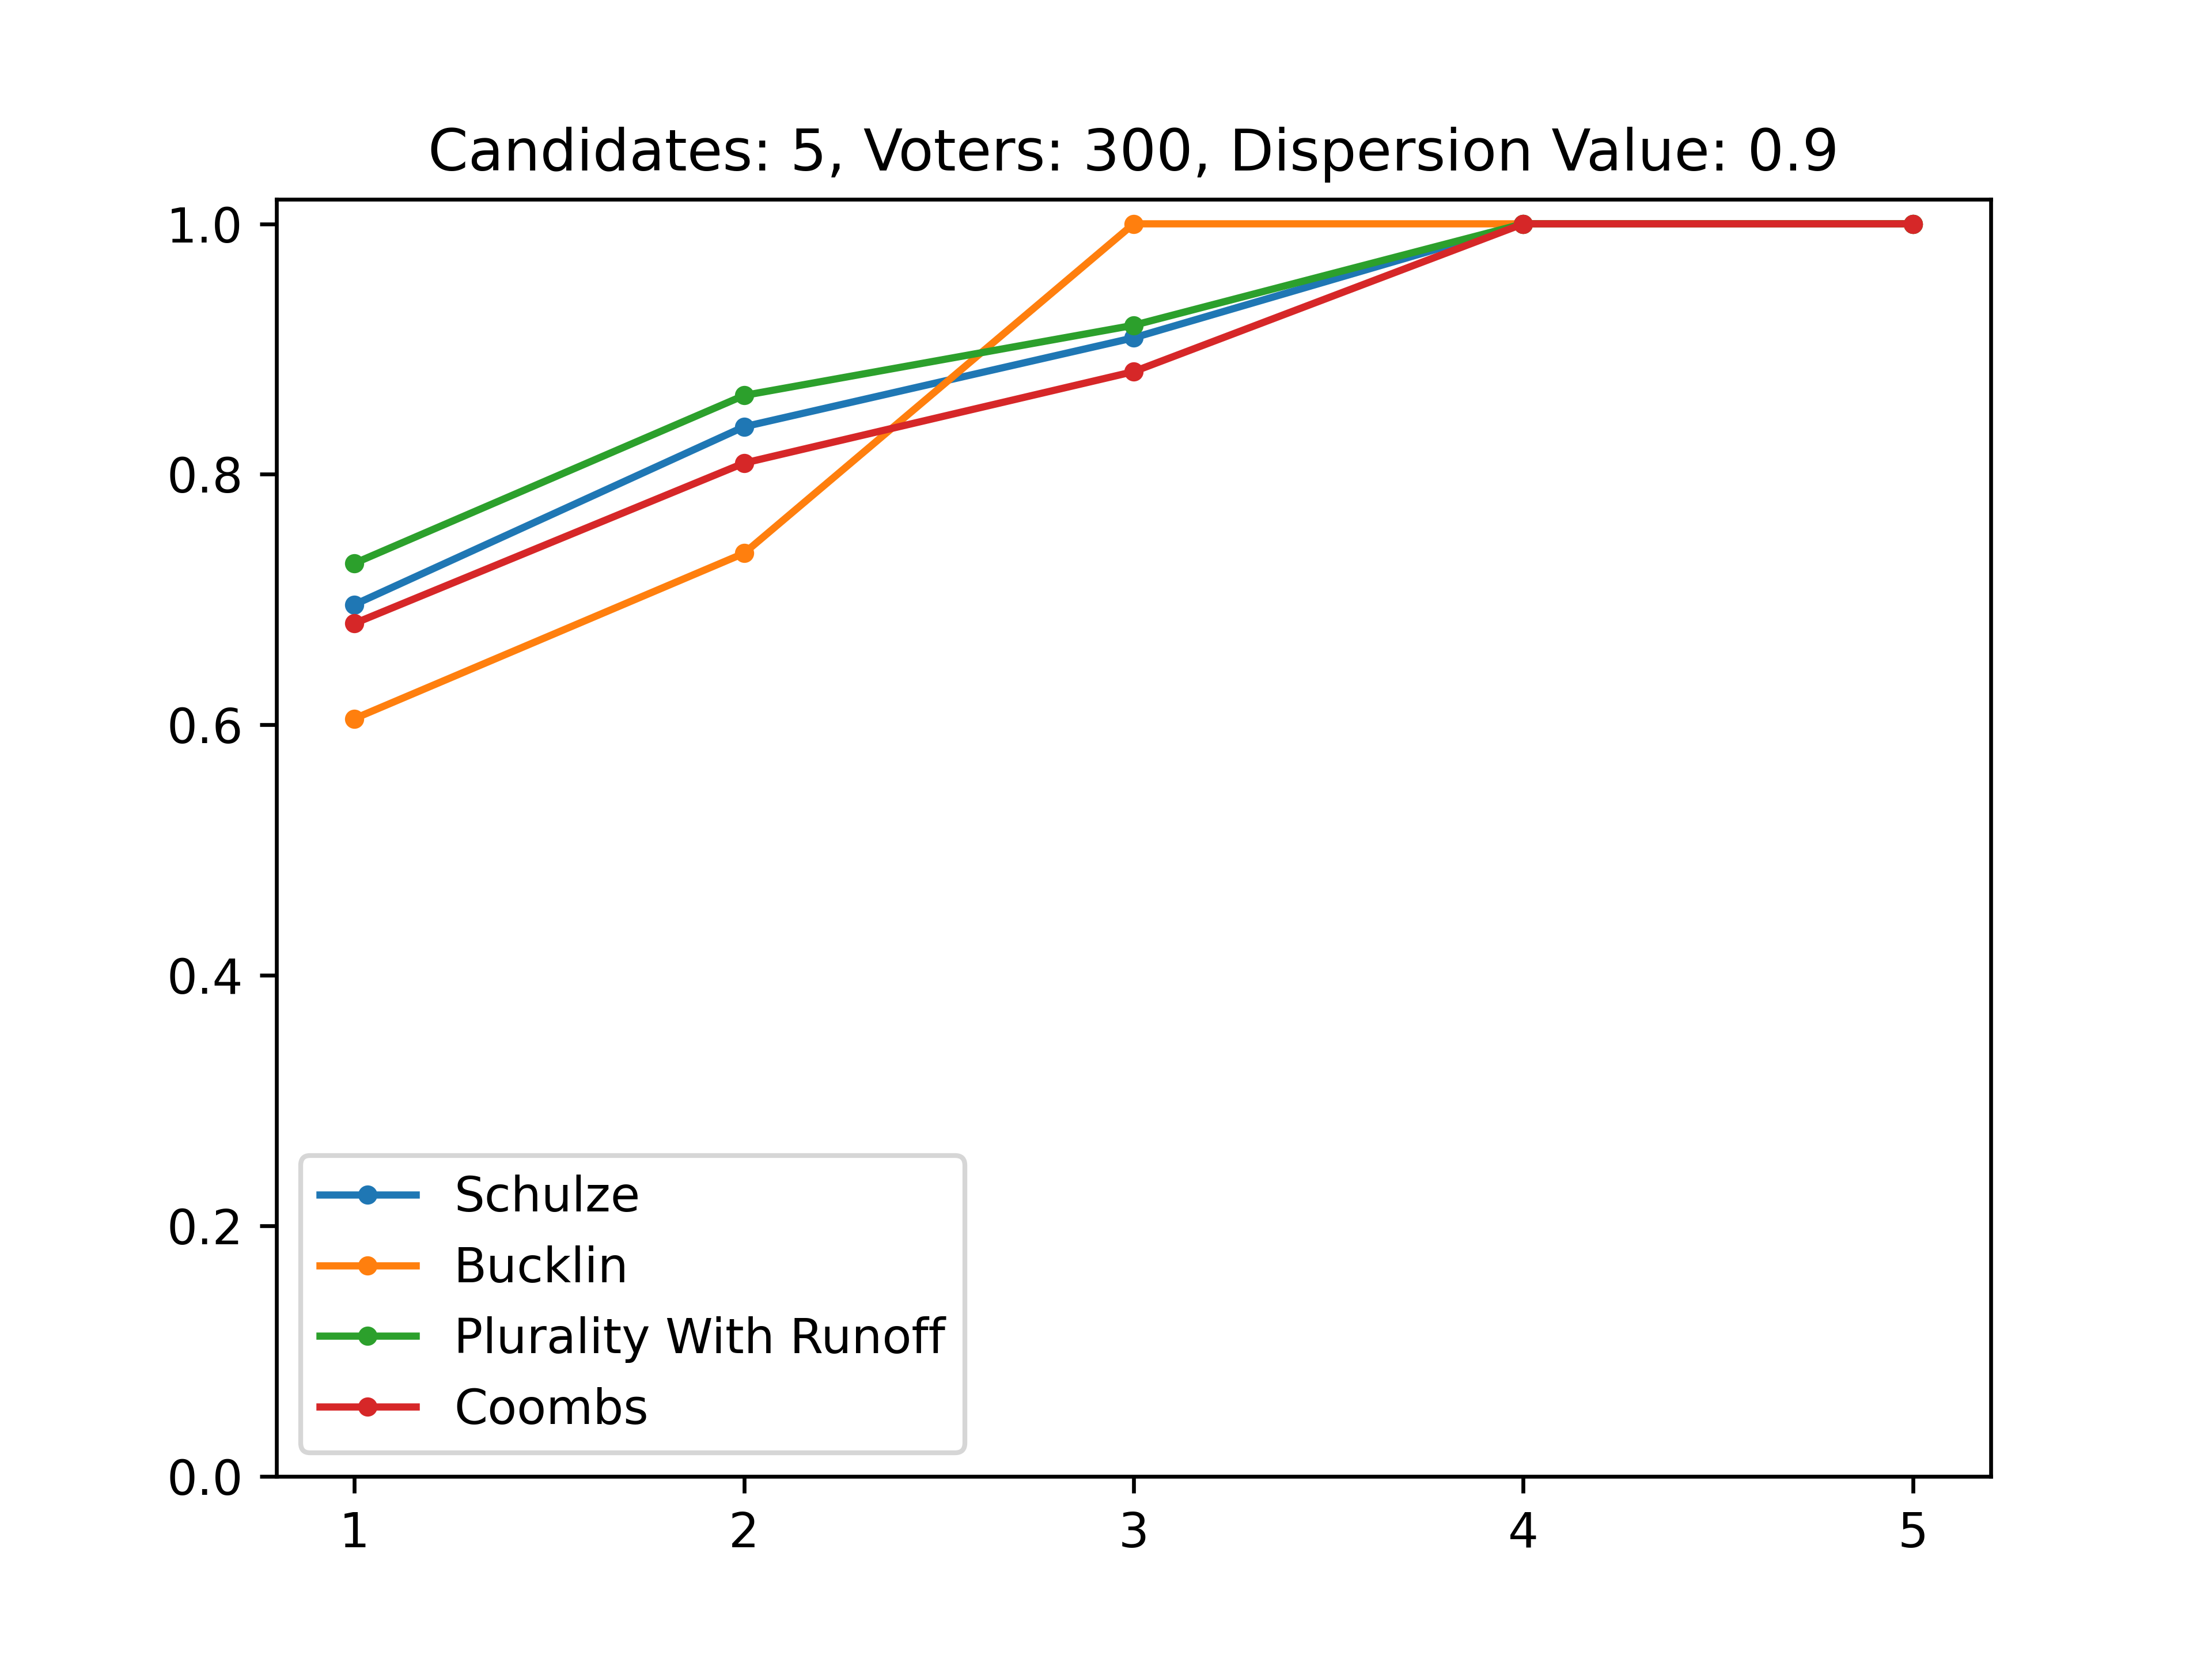 Candidates: 5, Voters: 300, Dispersion Value: 0.9
1.0
0.8
0.6
0.4
0.2
0.0
Schulze
Bucklin
Plurality With Runoff
Coombs
1 2 3 4 5